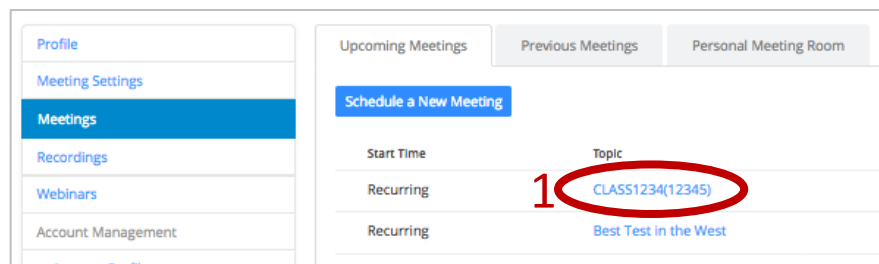 Profile
Meeting Settings
Meetings
Recordings
Webinars
Account Management
Upcoming Meetings Previous Meetings Personal Meeting Room
Schedule a New Meeting
Start Time Topic
Recurring 1 CLASS1234(12345)
Recurring Best Test in the West